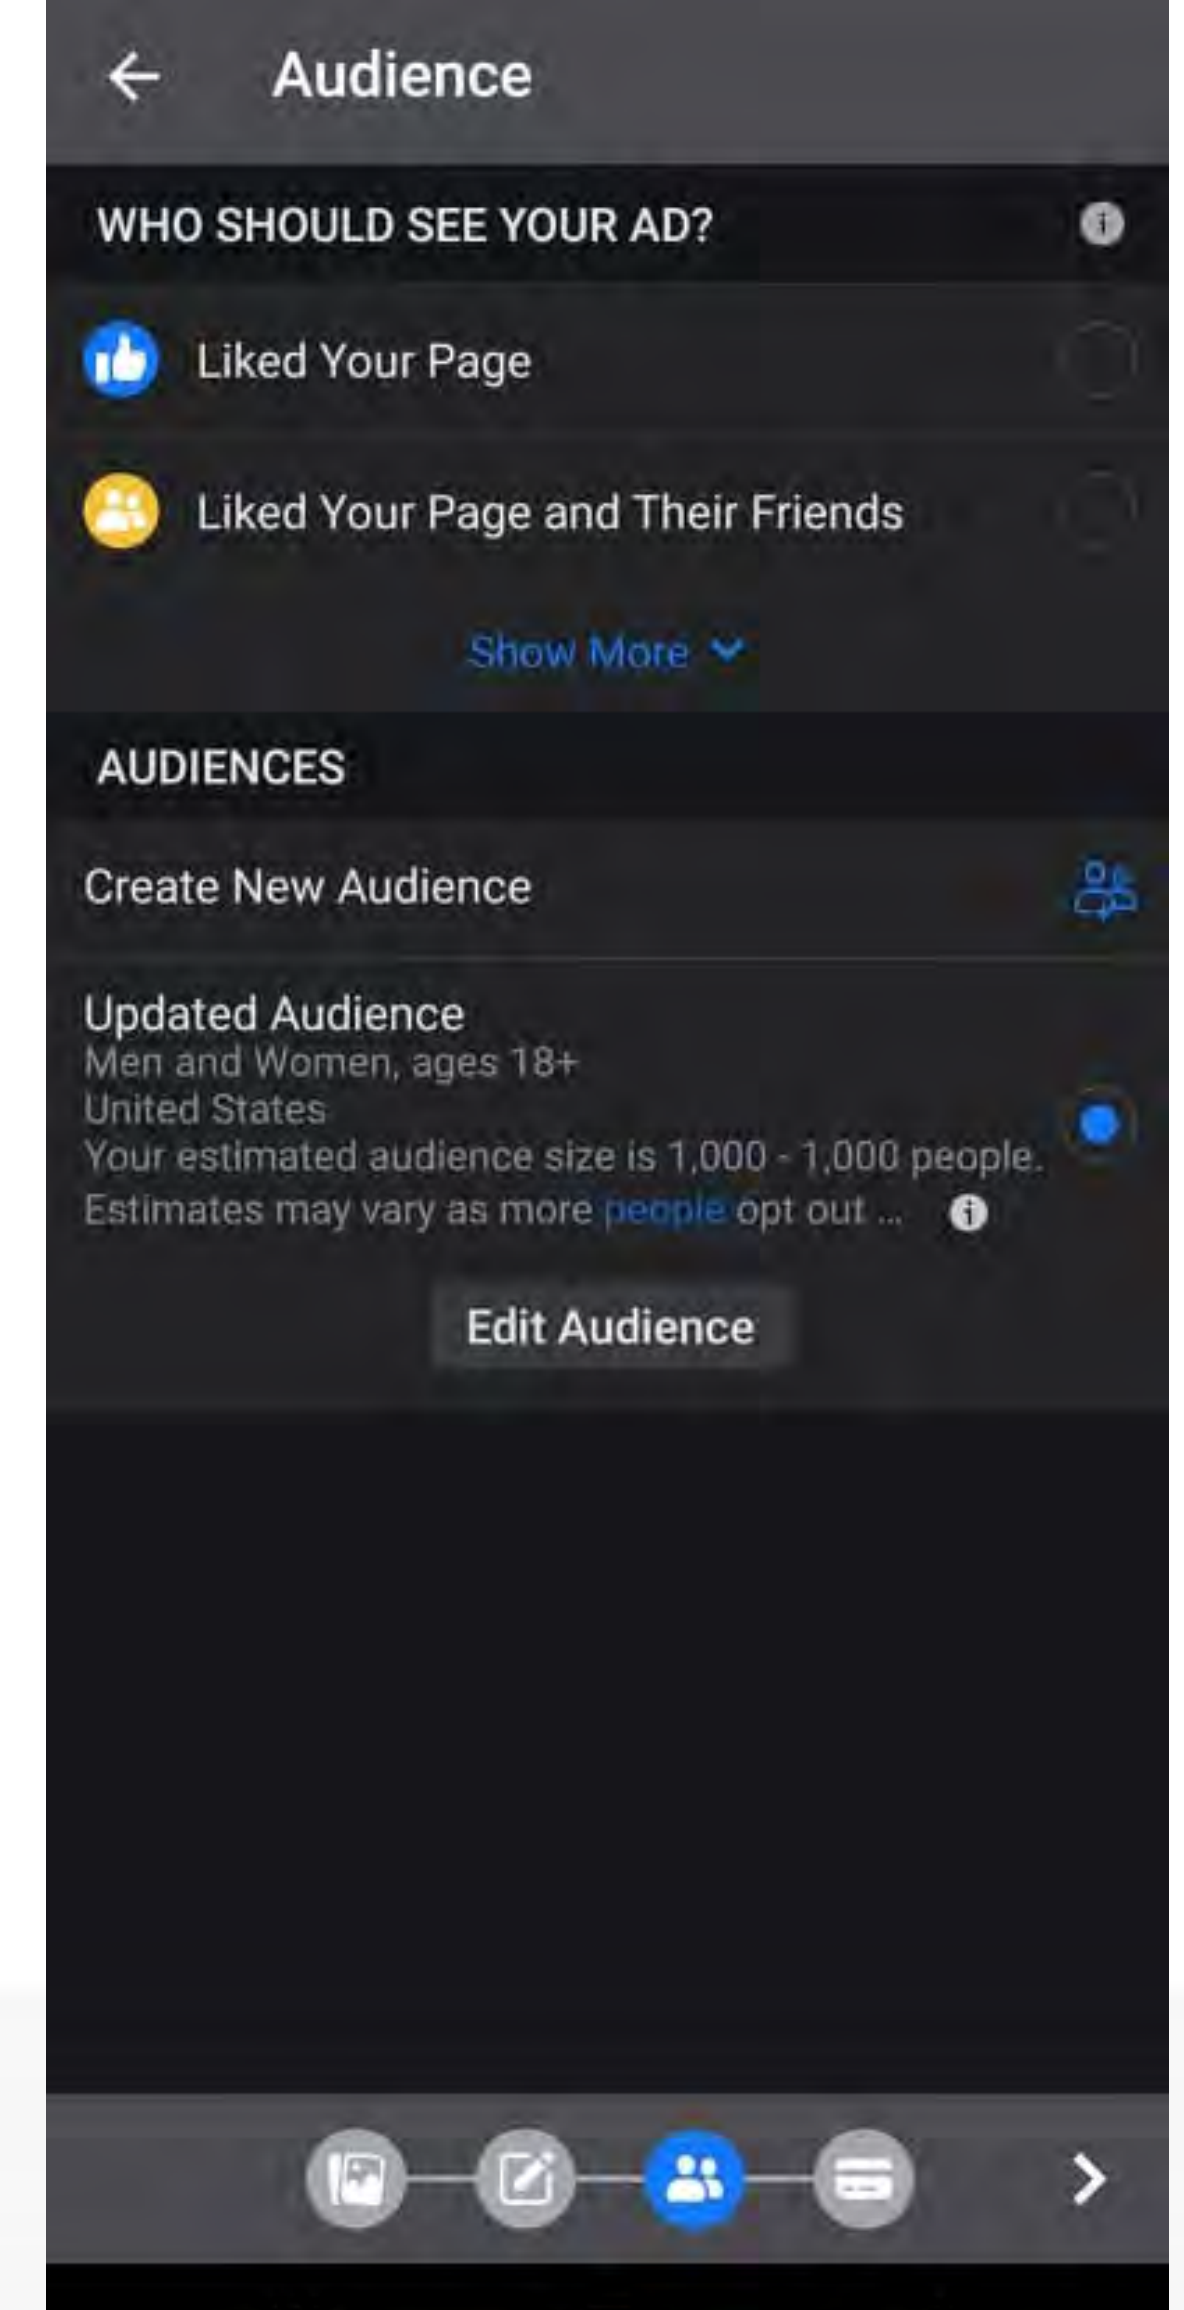 Audience
WHO SHOULD SEE YOUR AD?
Liked Your Page
Liked Your Page and Their Friends
Show More
AUDIENCES
Create New Audience
Updated Audience
Men and Women, ages 18+
United States
Your estimated audience size is 1,000 - 1,000 people.
Estimates may vary as more people opt out ...
Edit Audience